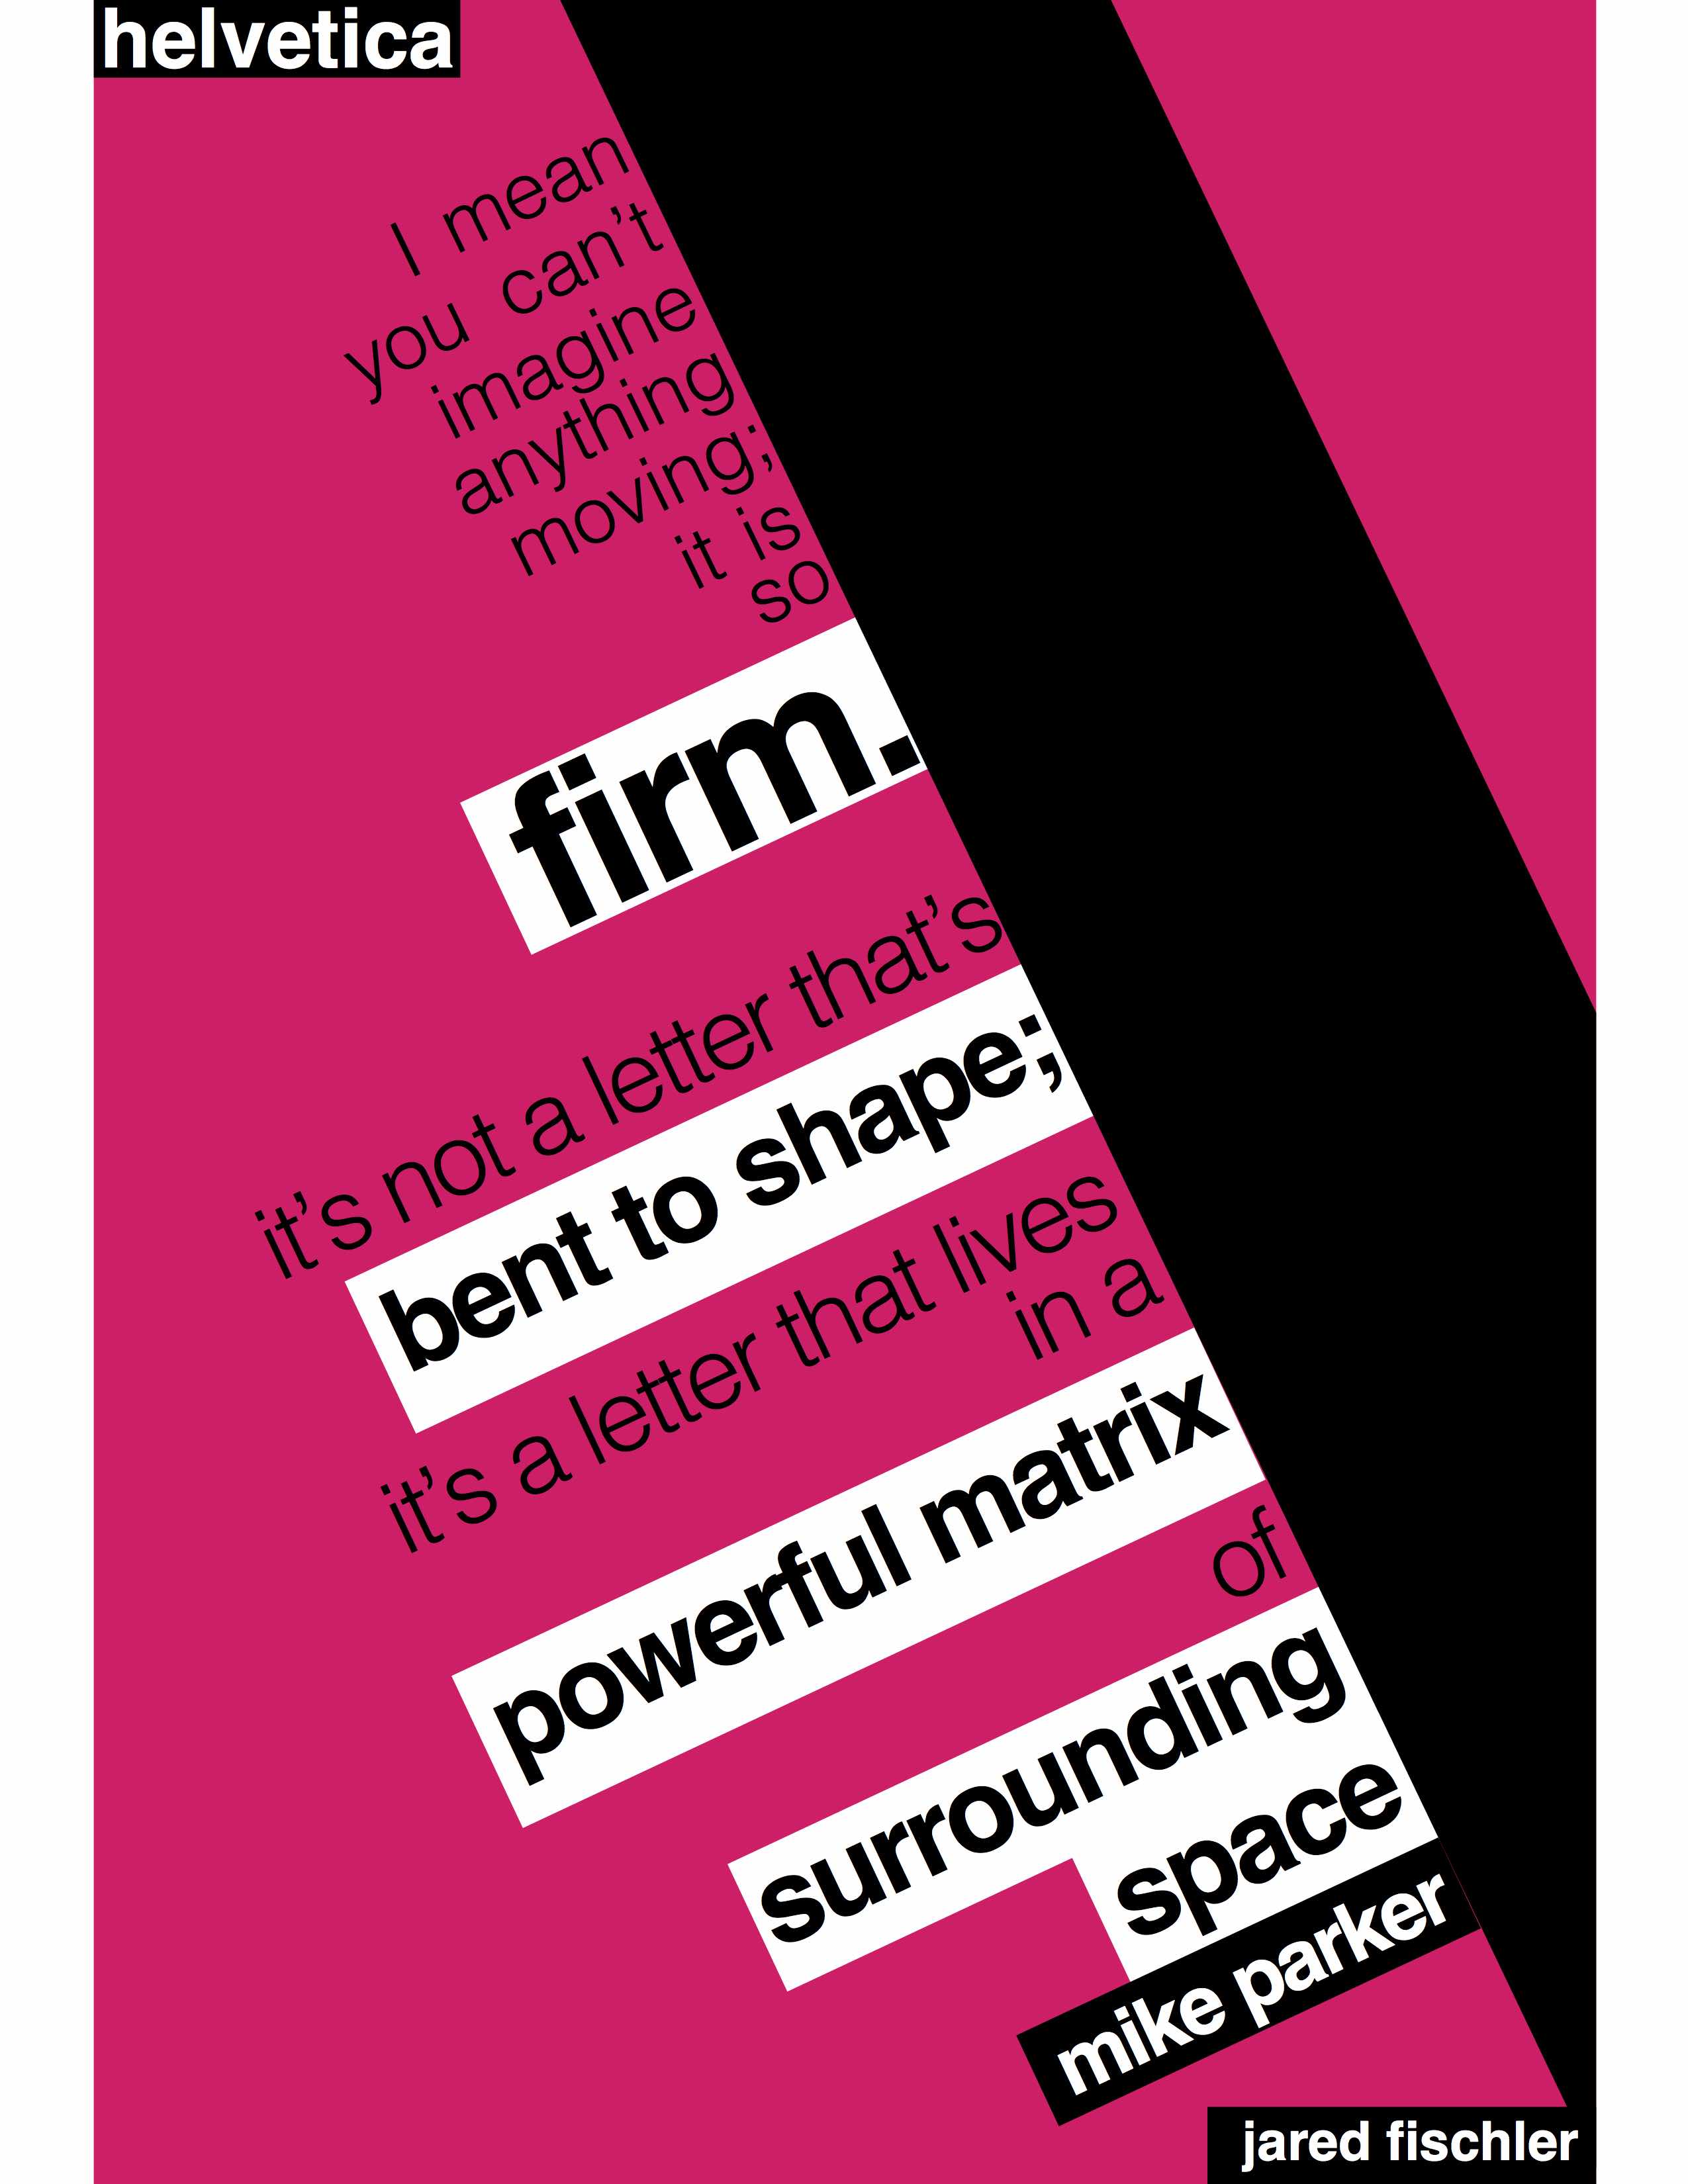 helvetica
I mean
you can't
imagine
anything
moving;
it is
so
firm.
it's not a letter that's
bent to shape;
it's a letter that lives
in a
powerful matrix
of
surrounding
space
mike parker
jared fischler